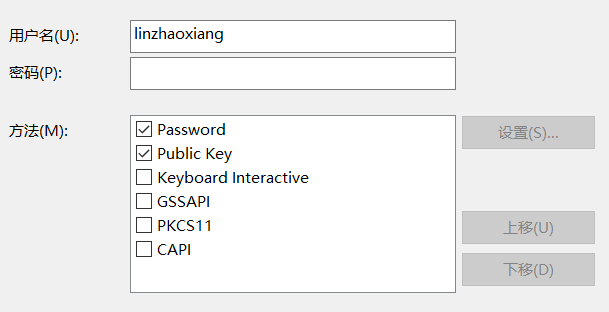 用户名(U):
linzhaoxiang
密码(P):
方法(M):
Password
Public Key
Keyboard Interactive
GSSAPI
PKCS11
CAPI
设置(S)...
上移(U)
下移(D)